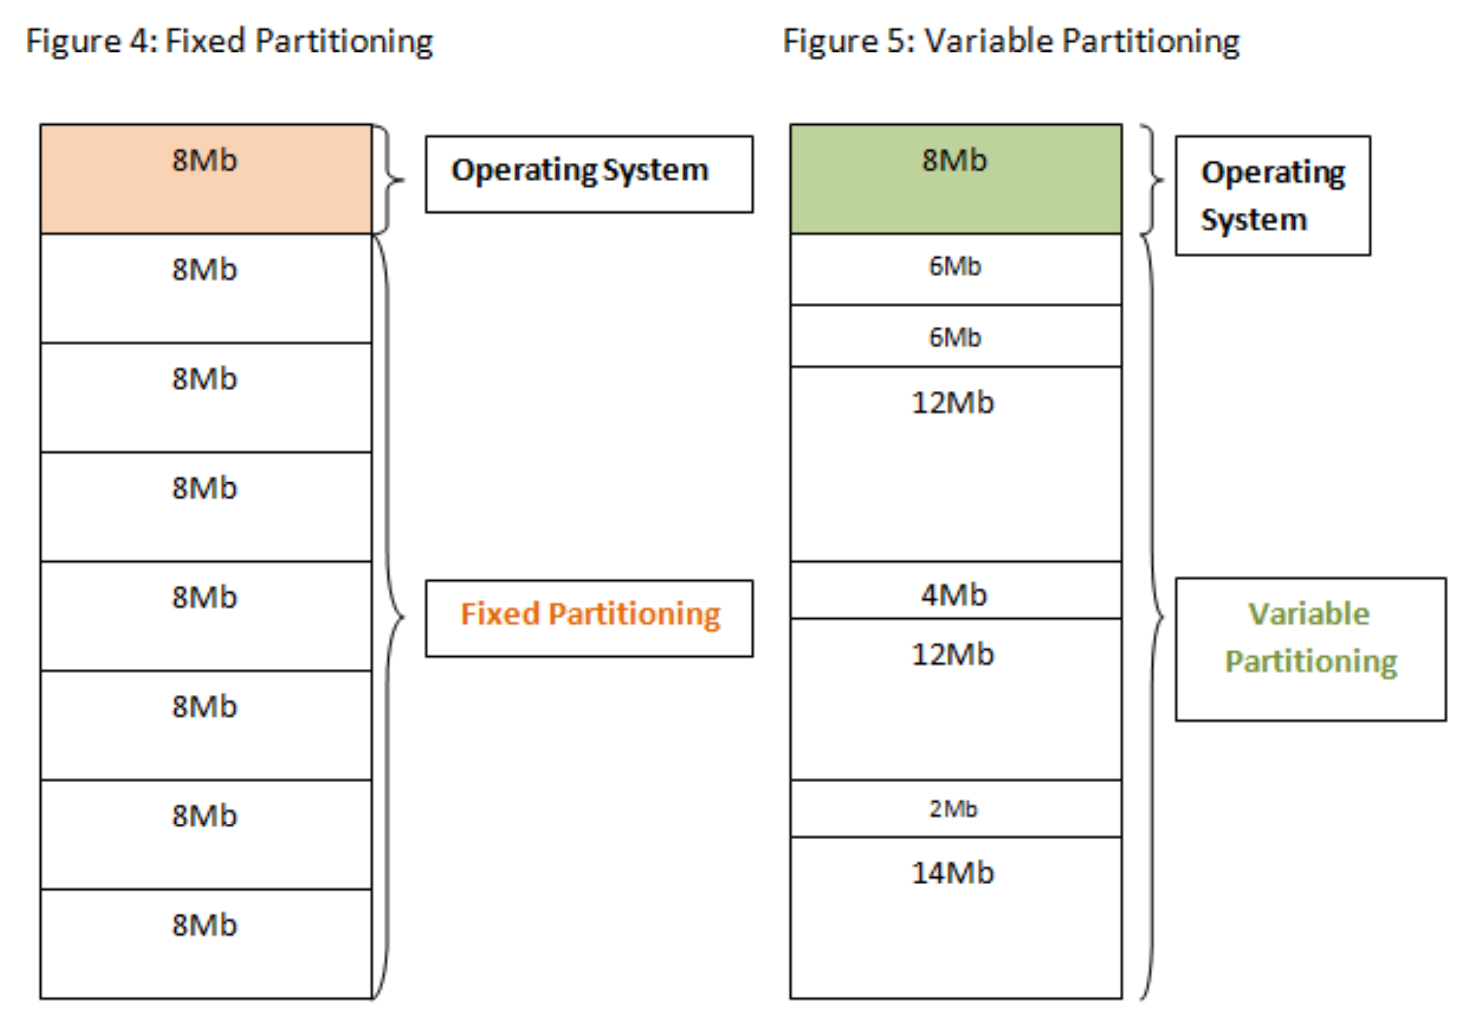 Figure 4: Fixed Partitioning
8Mb
Operating System
8Mb
8Mb
8Mb
8Mb
Fixed Partitioning
8Mb
8Mb
8Mb
Figure 5: Variable Partitioning
8Mb
Operating
System
6Mb
6Mb
12Mb
4Mb
Variable
Partitioning
12Mb
2Mb
14Mb